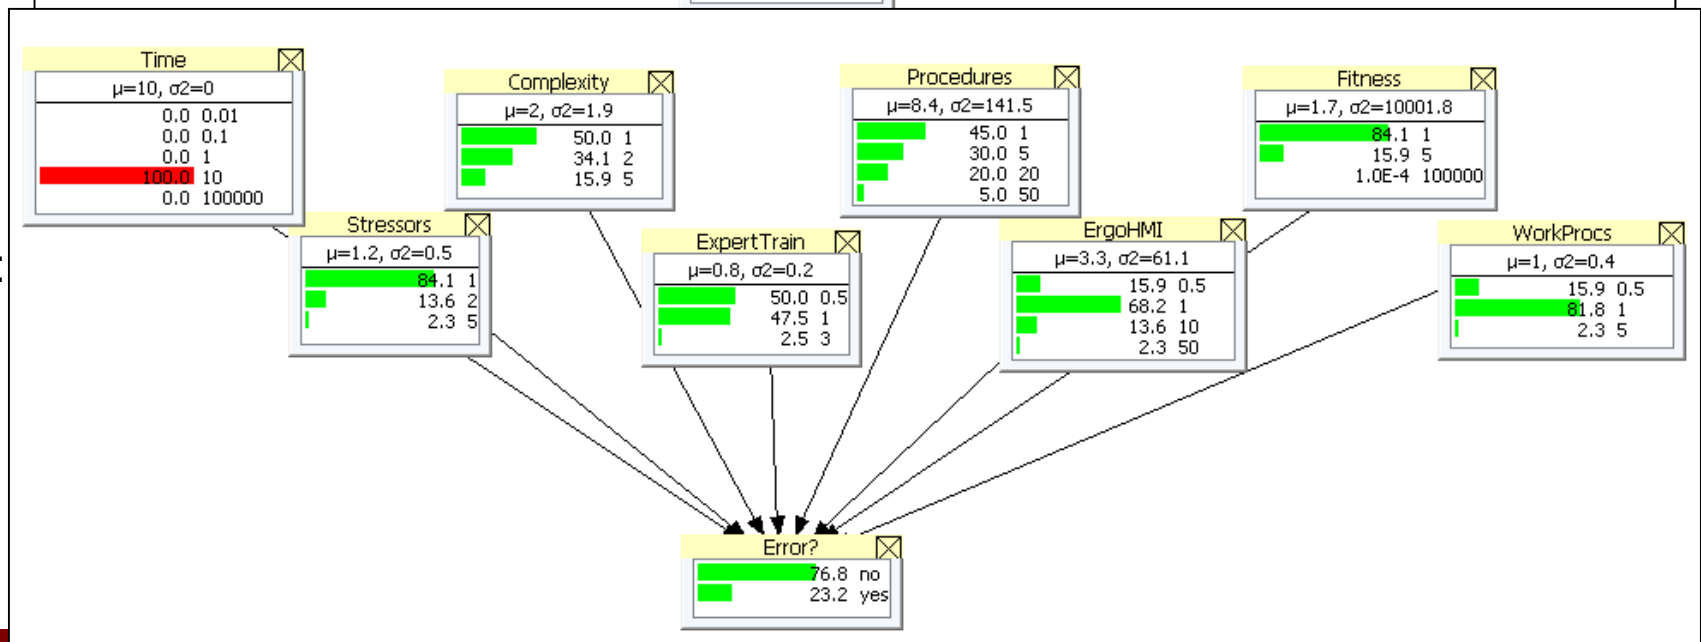 Time
μ=10, σ2=0
0.0 0.01
0.0 0.1
0.0 1
100.0 10
0.0 100000
Complexity
μ=2, σ2=1.9
50.0 1
34.1 2
15.9 5
Procedures
μ=8.4, σ2=141.5
45.0 1
30.0 5
20.0 20
5.0 50
Fitness
μ=1.7, σ2=10001.8
84.1 1
15.9 5
1.0E-4 100000
Stressors
μ=1.2, σ2=0.5
84.1 1
13.6 2
2.3 5
ExpertTrain
μ=0.8, σ2=0.2
50.0 0.5
47.5 1
2.5 3
ErgoHMI
μ=3.3, σ2=61.1
15.9 0.5
68.2 1
13.6 10
2.3 50
WorkProcs
μ=1, σ2=0.4
15.9 0.5
81.8 1
2.3 5
Error?
76.8 no
23.2 yes